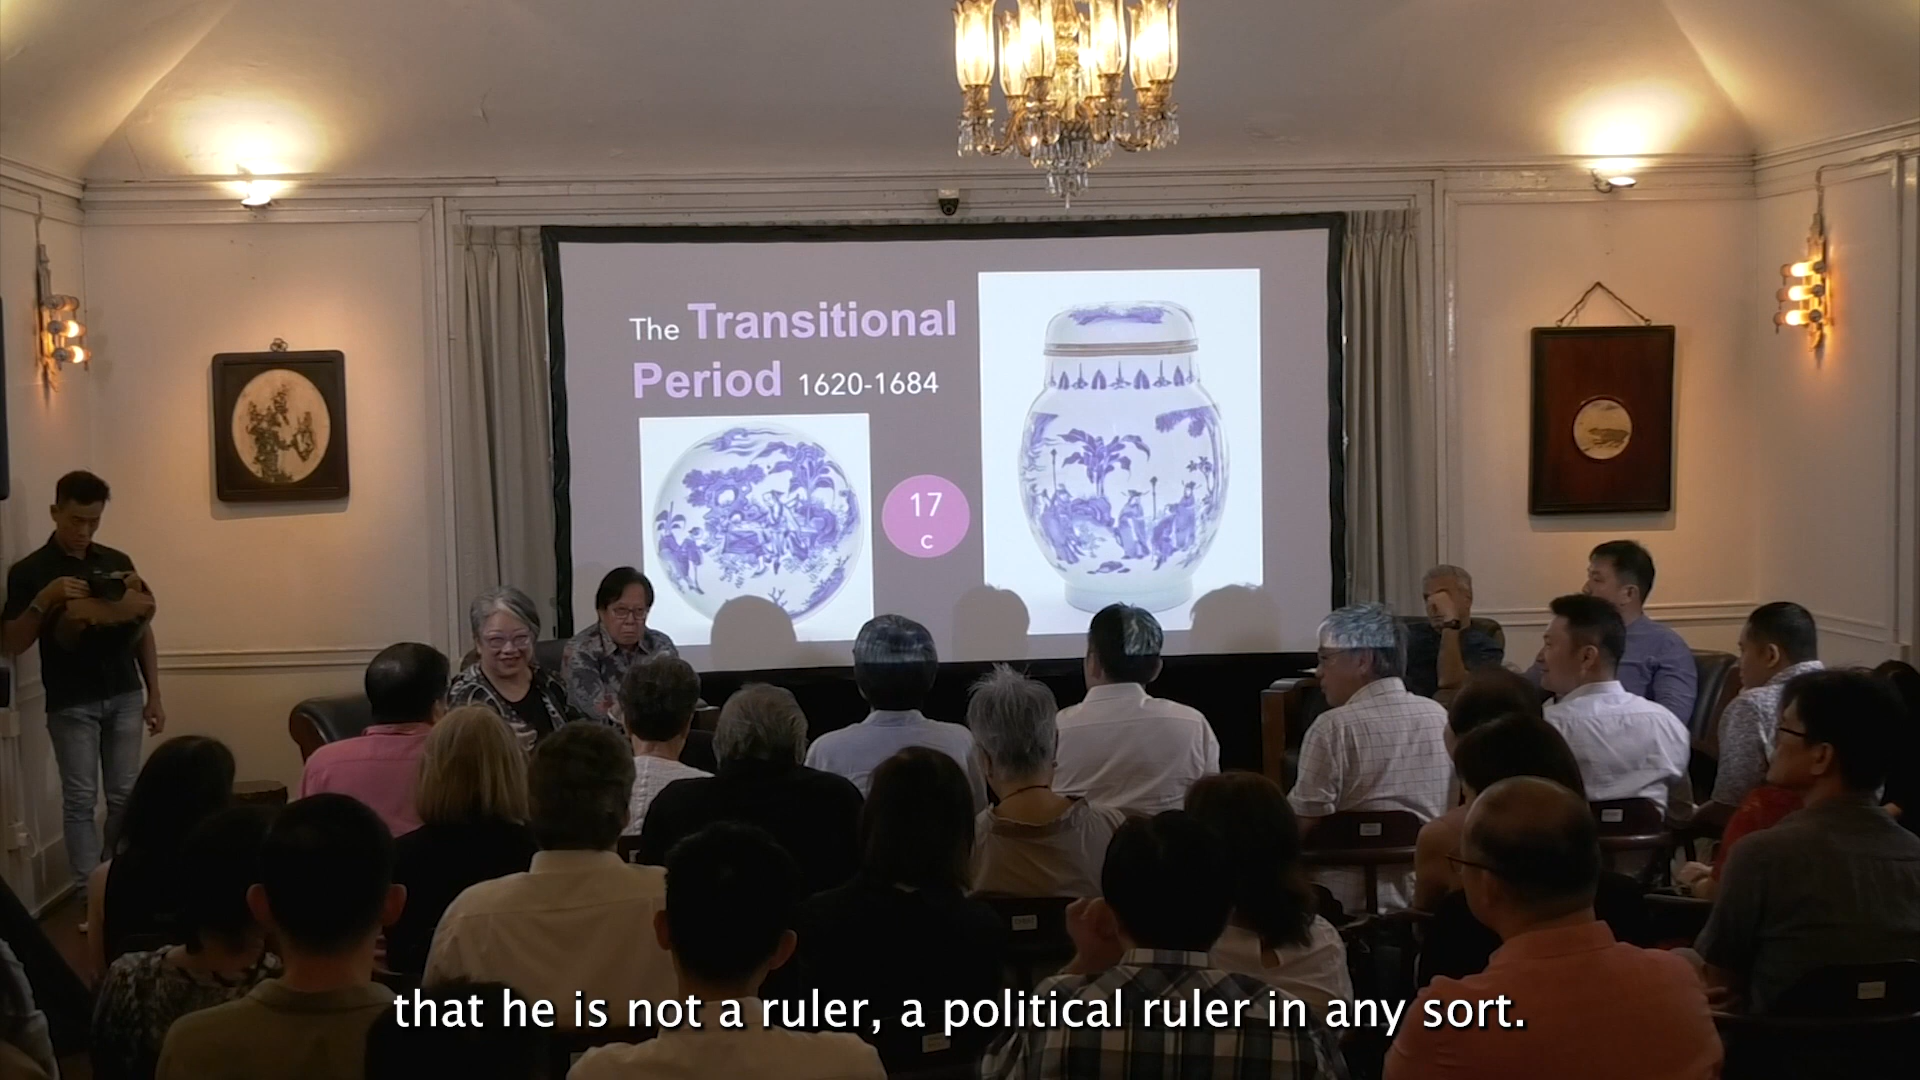 The Transitional
Period 1620-1684
17
c
that he is not a ruler, a political ruler in any sort.